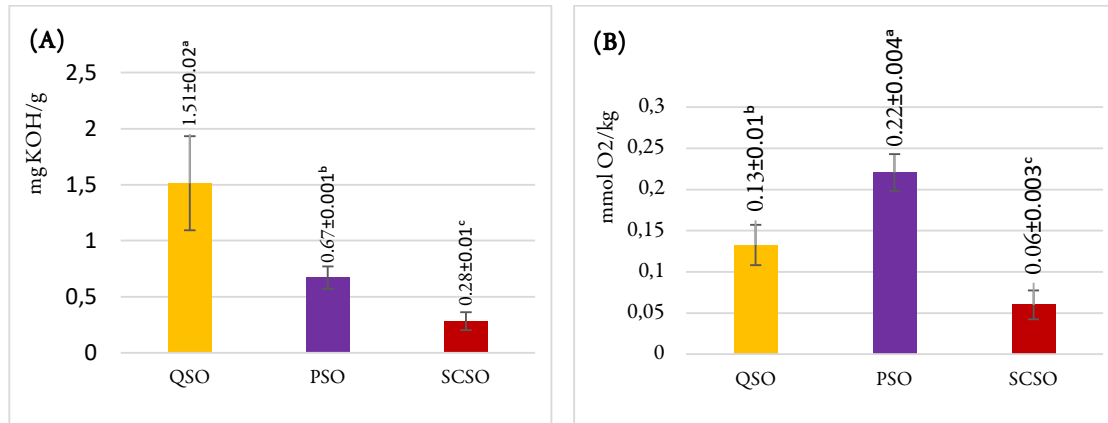 (A)
mg KOH/g
2,5
2
1,5
1
0,5
0
1.51±0.02ᵃ
0.67±0.001ᵇ
0.28±0.01ᶜ
QSO PSO SCSO
(B)
mmol O2/kg
0,3
0,25
0,2
0,15
0,1
0,05
0
0.13±0.01ᵇ
0.22±0.004ᵃ
0.06±0.003ᶜ
QSO PSO SCSO